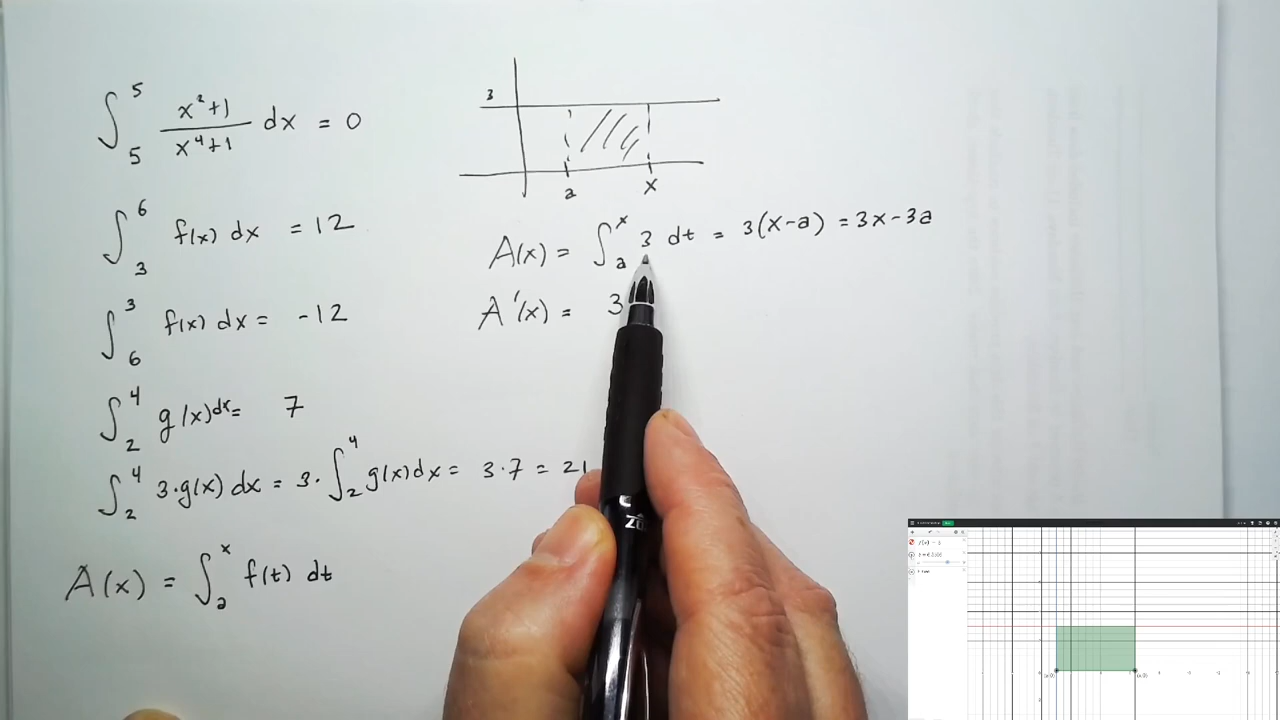 ∫₅⁵ (x²+1)/(x⁴+1) dx = 0
∫₃⁶ f(x) dx = 12
∫₆³ f(x) dx = -12
∫₂⁴ g(x) dx = 7
∫₂⁴ 3·g(x) dx = 3·∫₂⁴ g(x) dx = 3·7 = 21
A(x) = ∫ₐˣ f(t) dt
3
a x
A(x) = ∫ₐˣ 3 dt = 3(x-a) = 3x-3a
A'(x) = 3